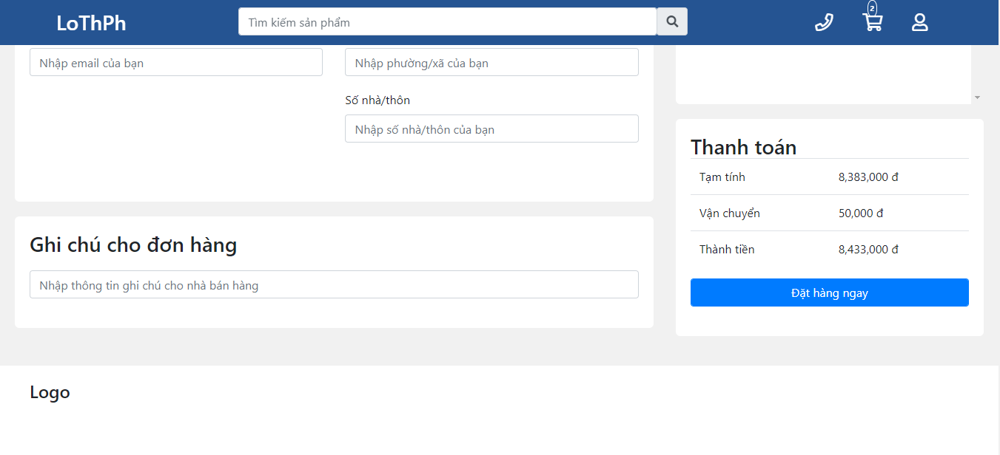 LoThPh
Tìm kiếm sản phẩm
2
Nhập email của bạn
Nhập phường/xã của bạn
Số nhà/thôn
Nhập số nhà/thôn của bạn
Ghi chú cho đơn hàng
Nhập thông tin ghi chú cho nhà bán hàng
Thanh toán
Tạm tính 8,383,000 đ
Vận chuyển 50,000 đ
Thành tiền 8,433,000 đ
Đặt hàng ngay
Logo